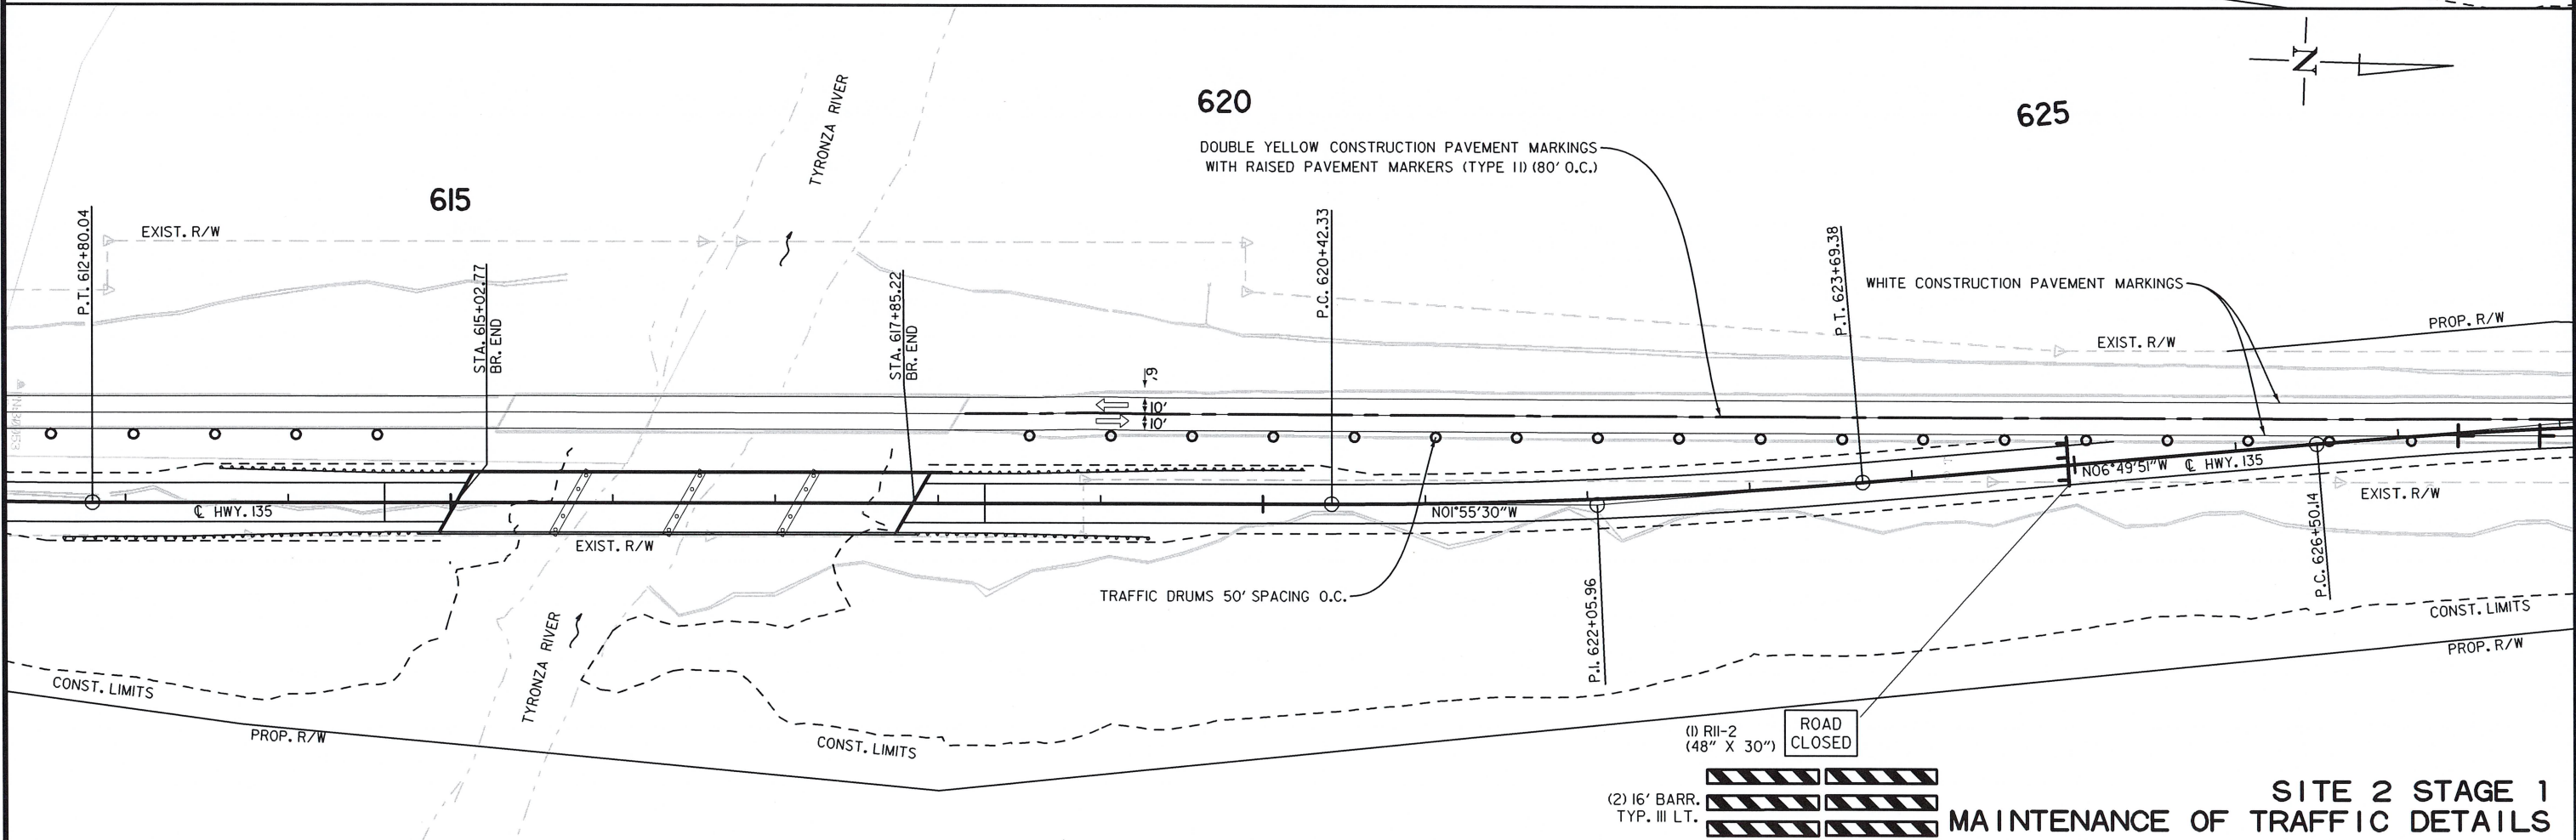 N
620
625
615
TYRONZA RIVER
DOUBLE YELLOW CONSTRUCTION PAVEMENT MARKINGS
WITH RAISED PAVEMENT MARKERS (TYPE II) (80' O.C.)
P.T. 612+80.04
EXIST. R/W
STA. 615+02.77
BR. END
STA. 617+85.22
BR. END
P.C. 620+42.33
P.T. 623+69.38
WHITE CONSTRUCTION PAVEMENT MARKINGS
PROP. R/W
EXIST. R/W
6'
10'
10'
℄ HWY. 135
N01°55'30"W
N06°49'51"W ℄ HWY. 135
EXIST. R/W
EXIST. R/W
TRAFFIC DRUMS 50' SPACING O.C.
P.I. 622+05.96
P.C. 626+50.14
CONST. LIMITS
PROP. R/W
TYRONZA RIVER
CONST. LIMITS
PROP. R/W
CONST. LIMITS
(1) R11-2
(48" X 30")
ROAD
CLOSED
(2) 16' BARR.
TYP. III LT.
SITE 2 STAGE 1
MAINTENANCE OF TRAFFIC DETAILS